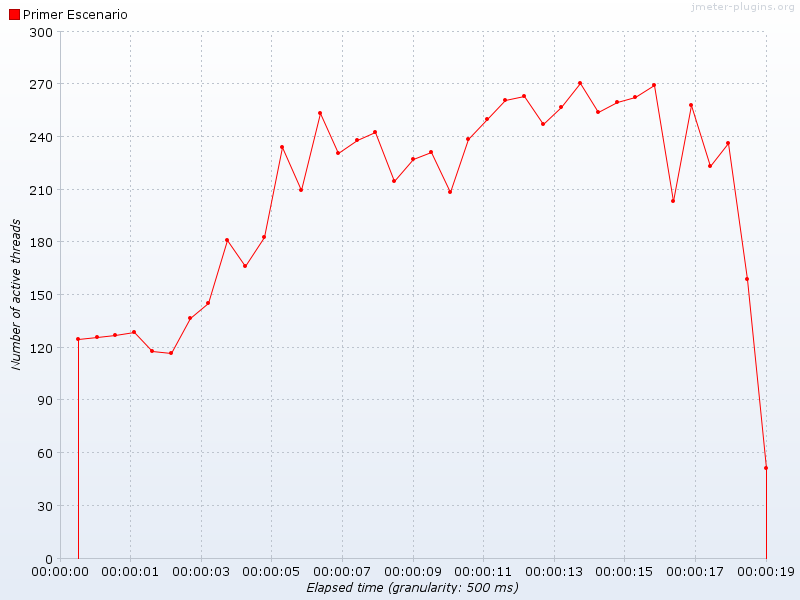 jmeter-plugins.org
Primer Escenario
300
270
240
210
180
150
120
90
60
30
0
Number of active threads
00:00:00 00:00:01 00:00:03 00:00:05 00:00:07 00:00:09 00:00:11 00:00:13 00:00:15 00:00:17 00:00:19
Elapsed time (granularity: 500 ms)